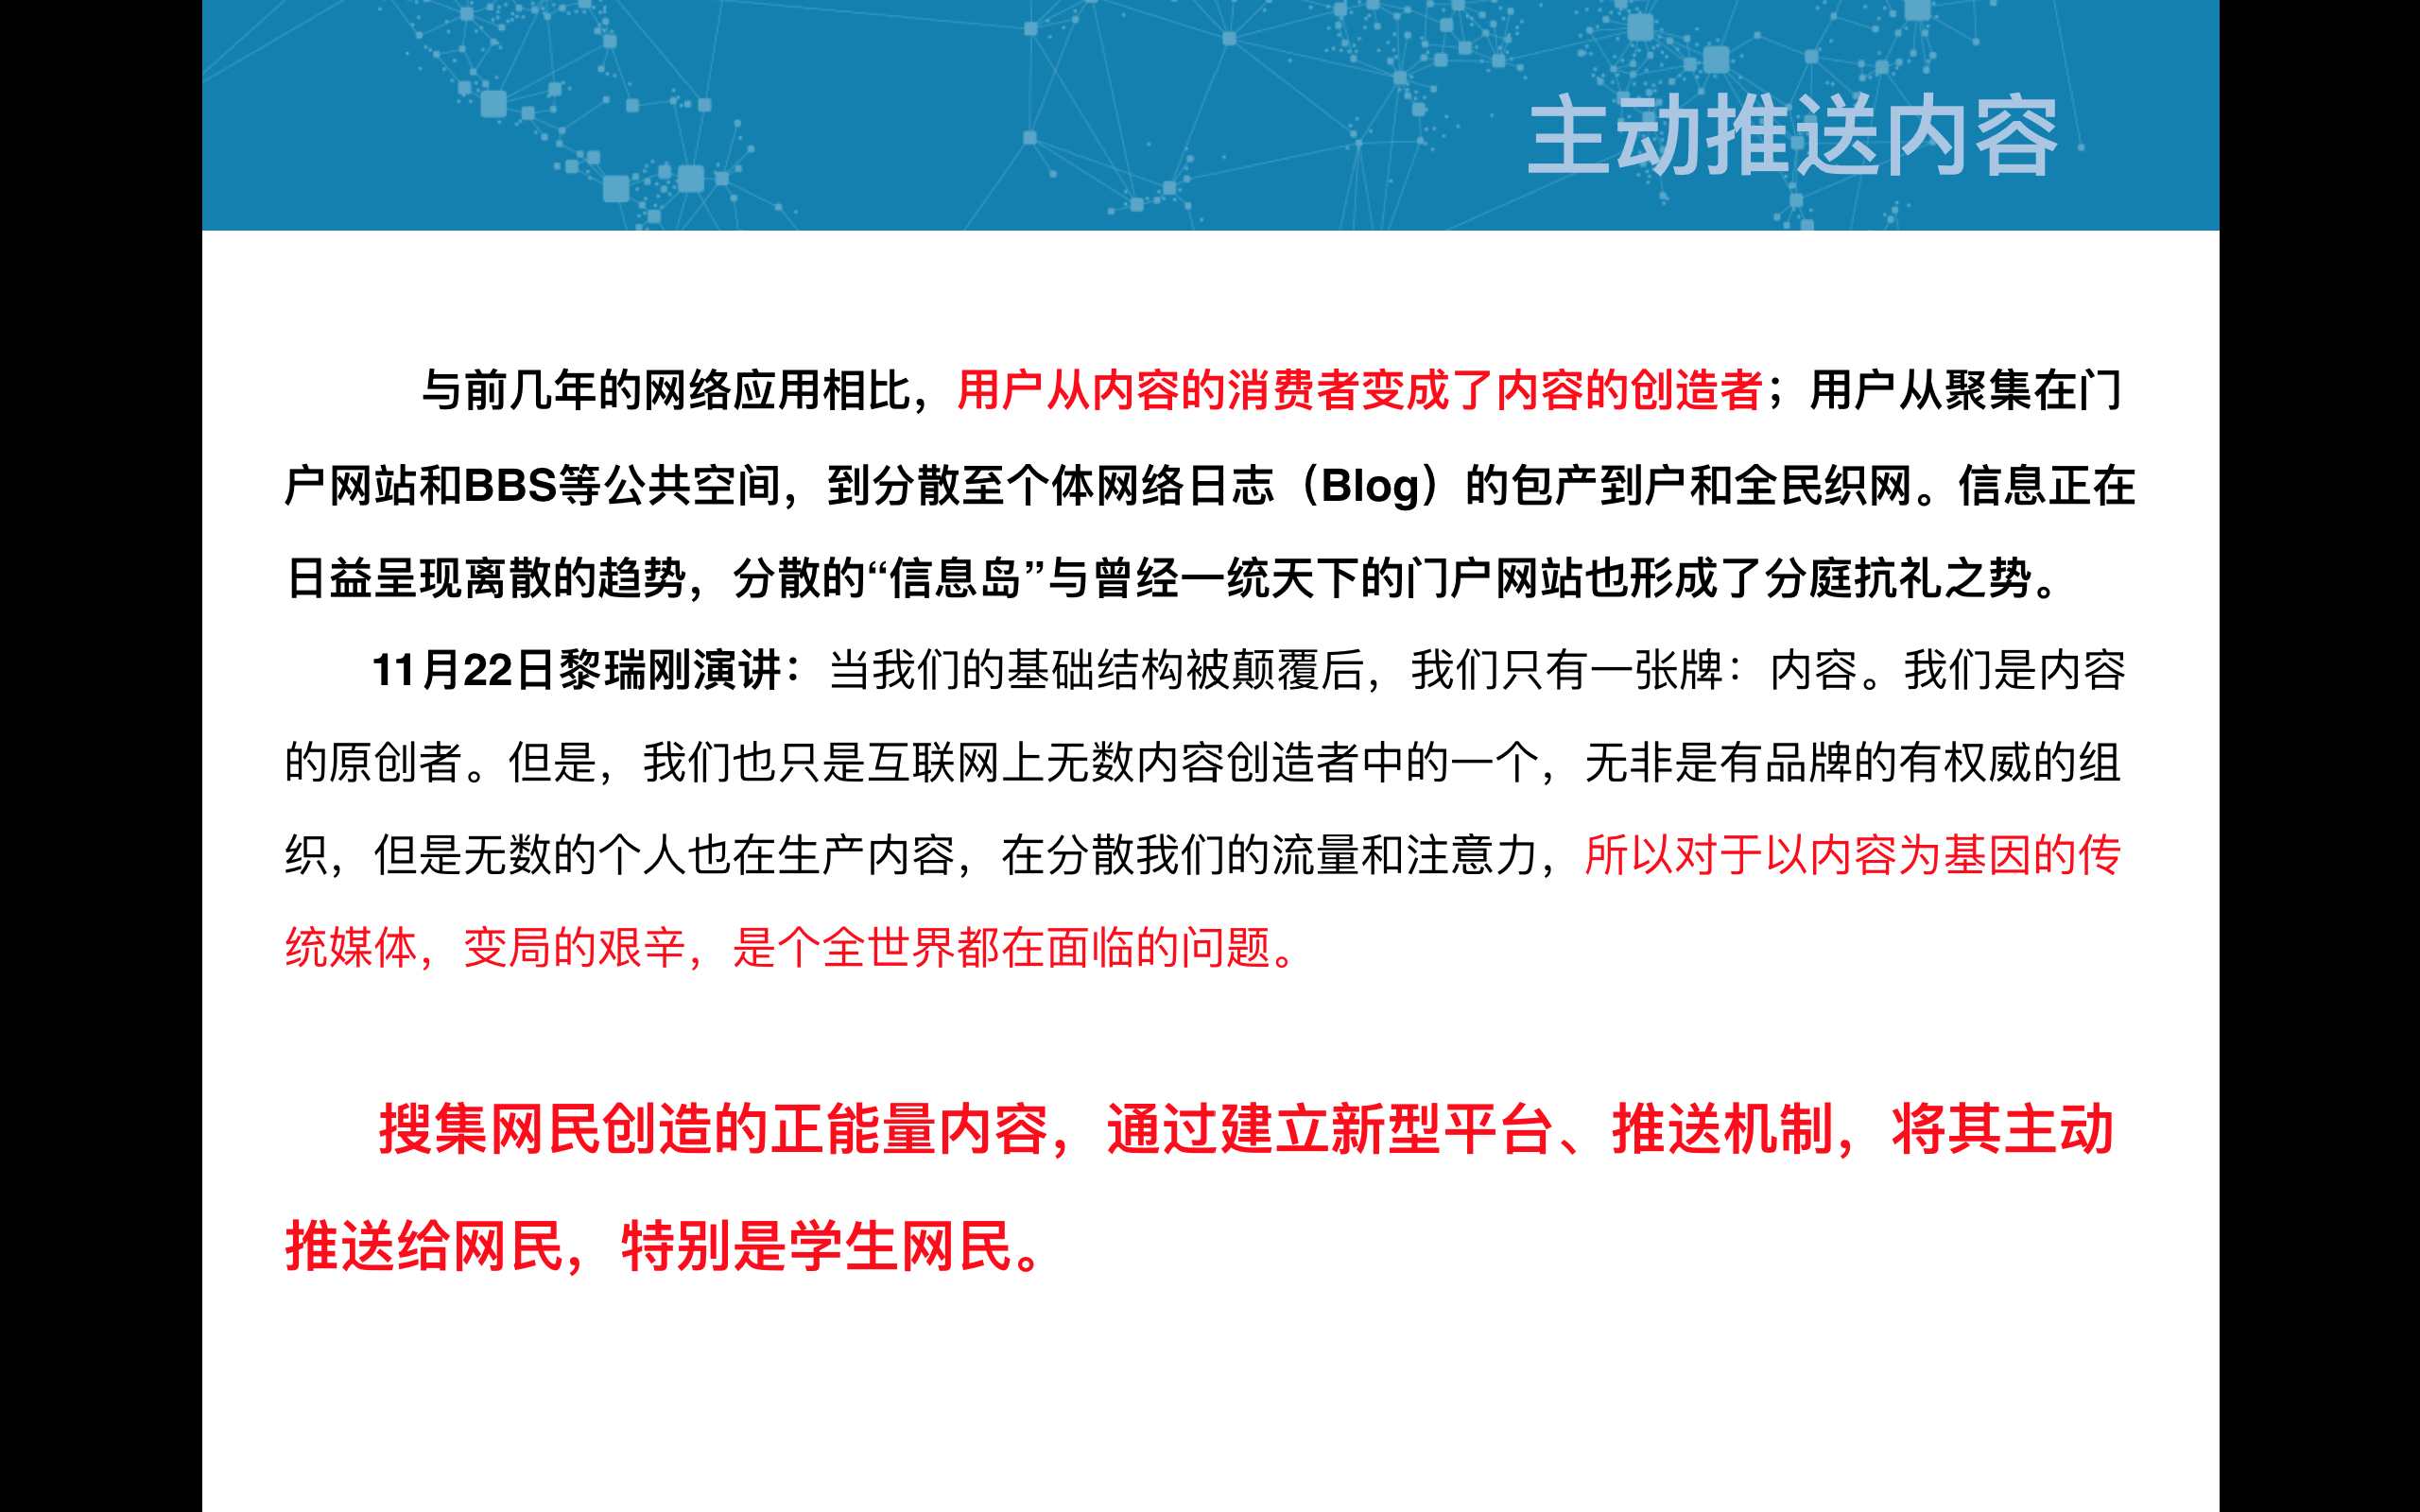 主动推送内容
与前几年的网络应用相比，用户从内容的消费者变成了内容的创造者；用户从聚集在门
户网站和BBS等公共空间，到分散至个体网络日志（Blog）的包产到户和全民织网。信息正在
日益呈现离散的趋势，分散的“信息岛”与曾经一统天下的门户网站也形成了分庭抗礼之势。
11月22日黎瑞刚演讲：当我们的基础结构被颠覆后，我们只有一张牌：内容。我们是内容
的原创者。但是，我们也只是互联网上无数内容创造者中的一个，无非是有品牌的有权威的组
织，但是无数的个人也在生产内容，在分散我们的流量和注意力，所以对于以内容为基因的传
统媒体，变局的艰辛，是个全世界都在面临的问题。
搜集网民创造的正能量内容，通过建立新型平台、推送机制，将其主动
推送给网民，特别是学生网民。